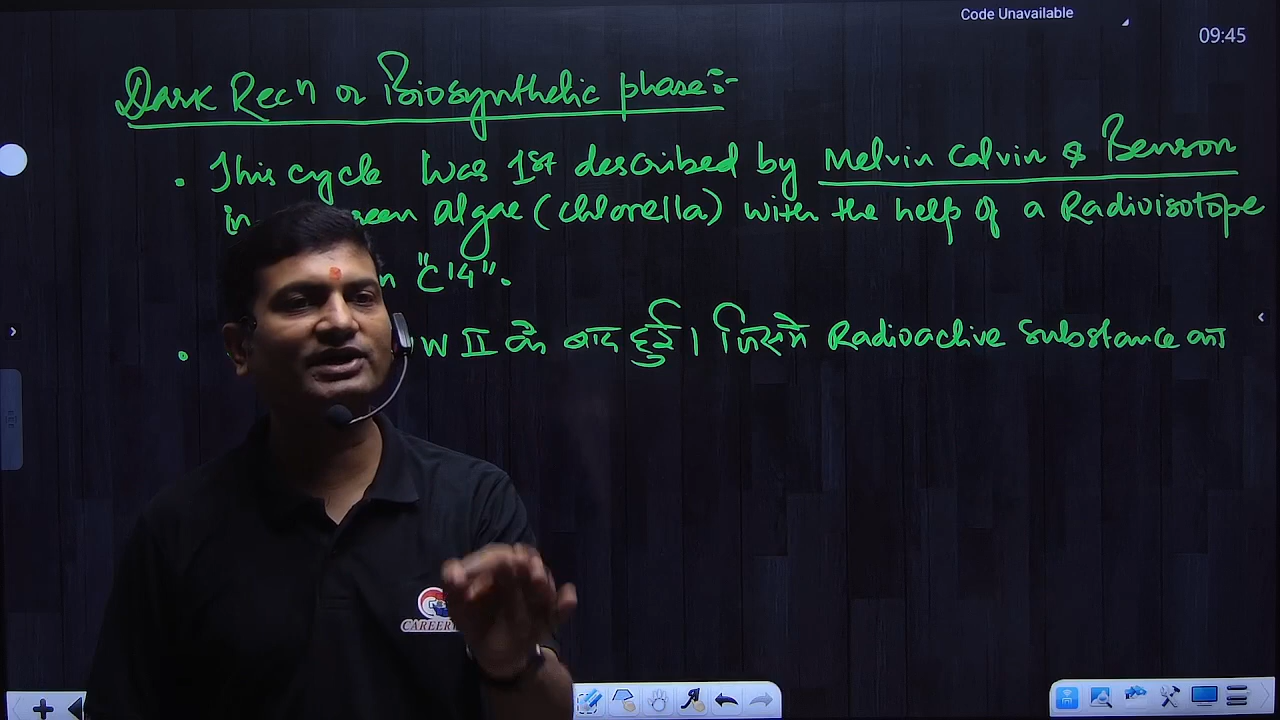 Code Unavailable
09:45
Dark Recⁿ or Biosynthetic phase:-
• This cycle was 1st described by Melvin Calvin & Benson
in algae (chlorella) with the help of a Radioisotope
"C14".
• W II के बाद हुई। जिसमे Radioactive substance का
CAREER